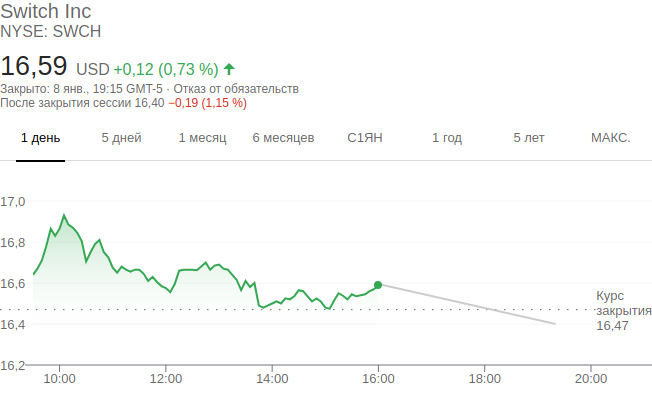 Switch Inc
NYSE: SWCH
16,59 USD +0,12 (0,73 %)
Закрыто: 8 янв., 19:15 GMT-5 · Отказ от обязательств
После закрытия сессии 16,40 −0,19 (1,15 %)
1 день 5 дней 1 месяц 6 месяцев С1ЯН 1 год 5 лет МАКС.
17,0
16,8
16,6
Курс
закрытия
16,4
16,47
16,2
10:00 12:00 14:00 16:00 18:00 20:00